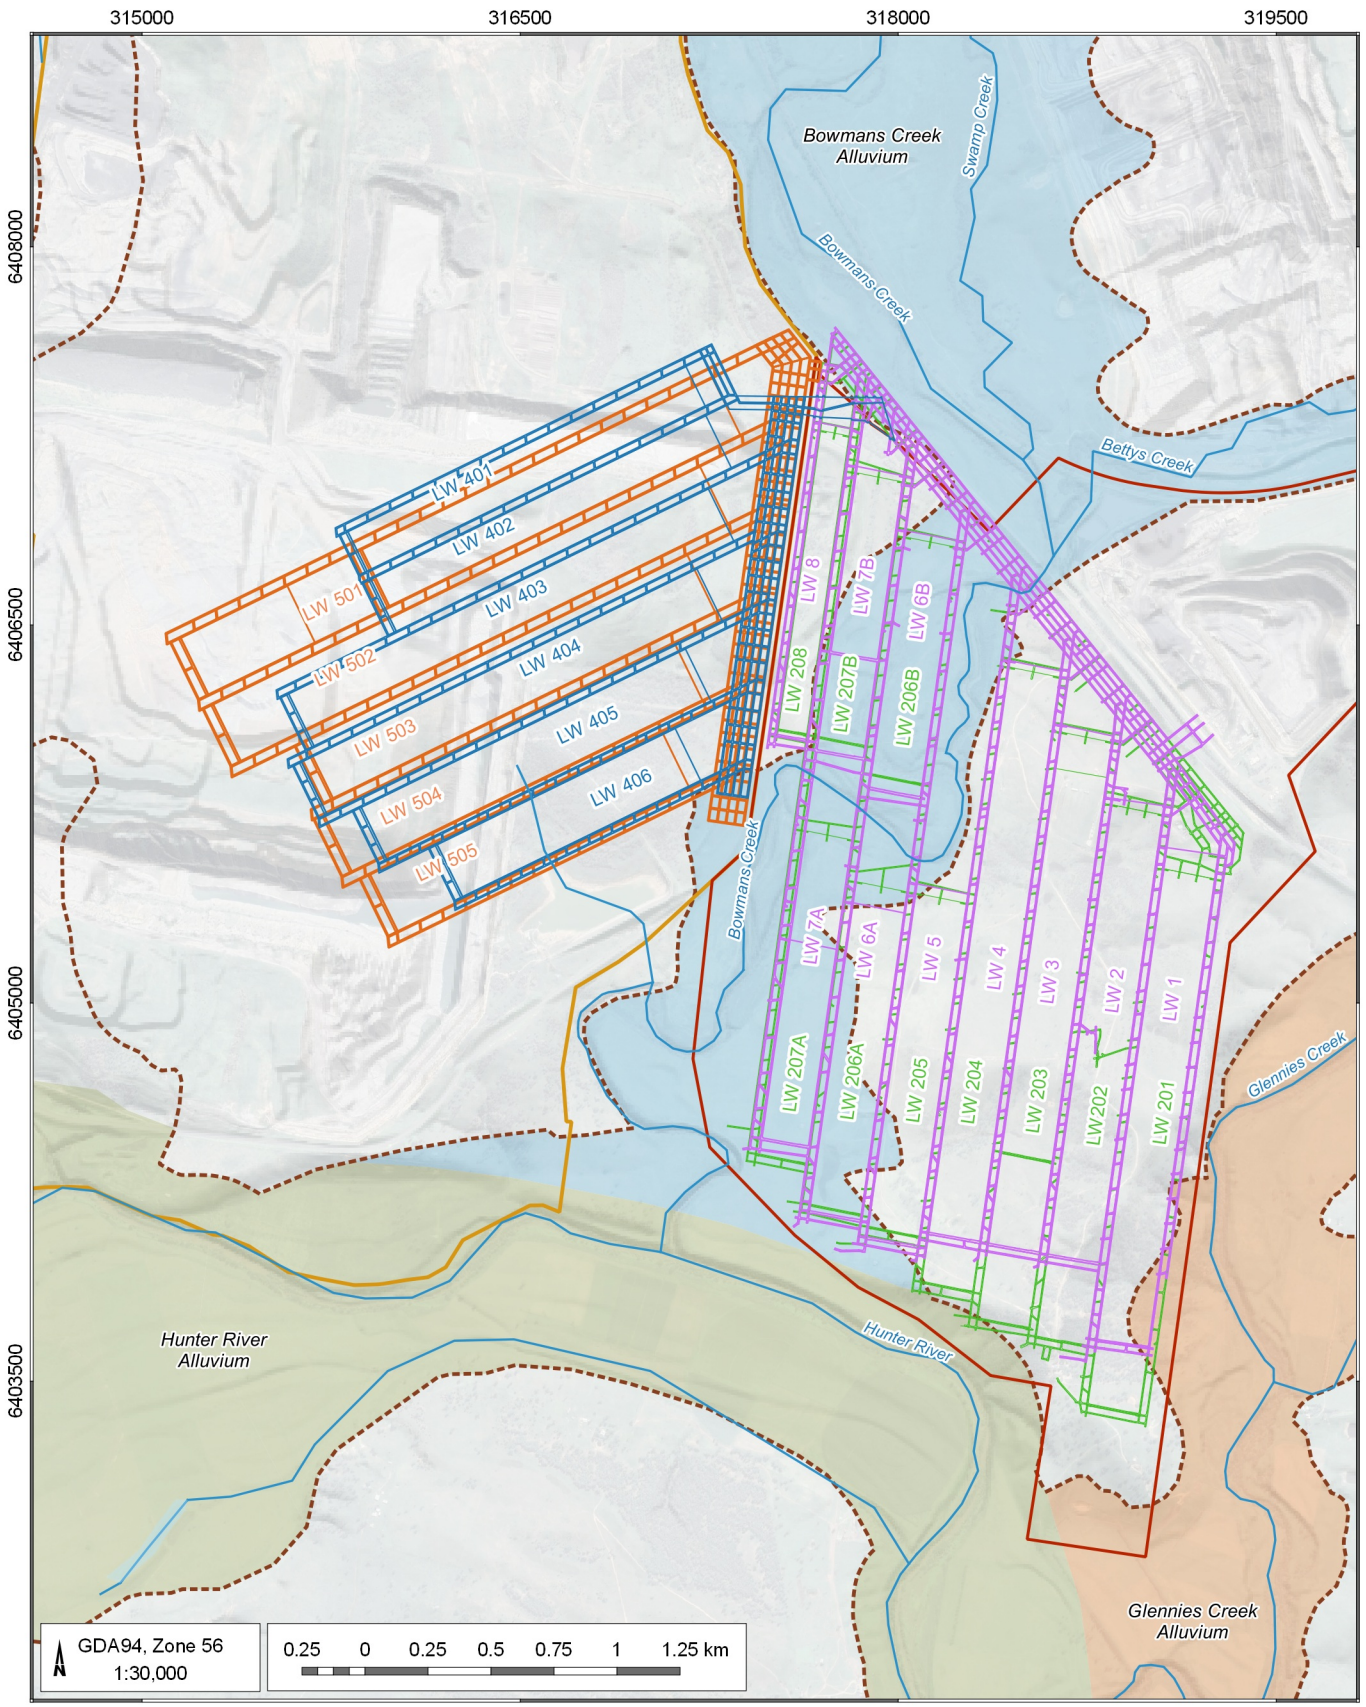 315000
316500
318000
319500
Bowmans Creek
Alluvium
Swamp Creek
6408000
Bowmans Creek
Bettys Creek
LW 401
LW 402
LW 403
LW 501
LW 502
LW 404
LW 503
LW 405
LW 504
LW 406
LW 505
6406500
LW 8
LW 7B
LW 6B
LW 208
LW 207B
LW 206B
Bowmans Creek
LW 7A
LW 6A
LW 5
LW 4
LW 3
LW 2
LW 1
6405000
LW 207A
LW 206A
LW 205
LW 204
LW 203
LW202
LW 201
Glennies Creek
Hunter River
Alluvium
Hunter River
6403500
Glennies Creek
Alluvium
GDA94, Zone 56
1:30,000
N
0.25 0 0.25 0.5 0.75 1 1.25 km